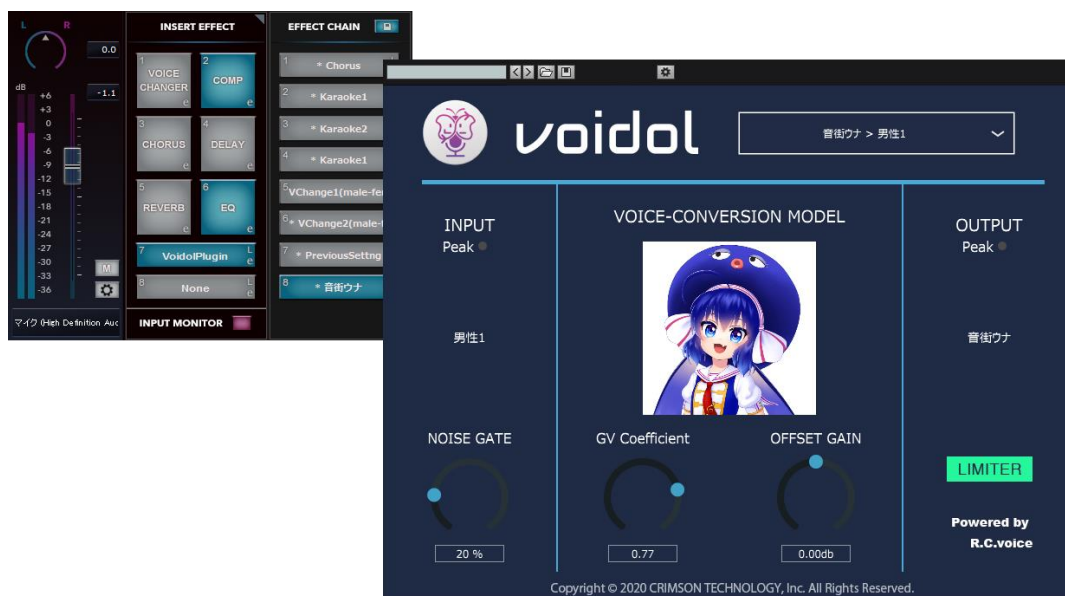 L R
0.0
dB
-1.1
+6
+3
0
-3
-6
-9
-12
-15
-18
-21
-24
-27
-30
-33
-36
M
マイク (High Definition Auc
INSERT EFFECT
1 VOICE CHANGER e
2 COMP e
3 CHORUS e
4 DELAY e
5 REVERB e
6 EQ e
7 VoidolPlugin L e
8 None L e
INPUT MONITOR
EFFECT CHAIN
1 * Chorus
2 * Karaoke1
3 * Karaoke2
4 * Karaoke1
5 VChange1(male-fe
6 * VChange2(male-
7 * PreviousSettng
8 * 音街ウナ
voidol
音街ウナ > 男性1
INPUT
Peak
男性1
NOISE GATE
20 %
VOICE-CONVERSION MODEL
GV Coefficient
0.77
OFFSET GAIN
0.00db
OUTPUT
Peak
音街ウナ
LIMITER
Powered by
R.C.voice
Copyright © 2020 CRIMSON TECHNOLOGY, Inc. All Rights Reserved.